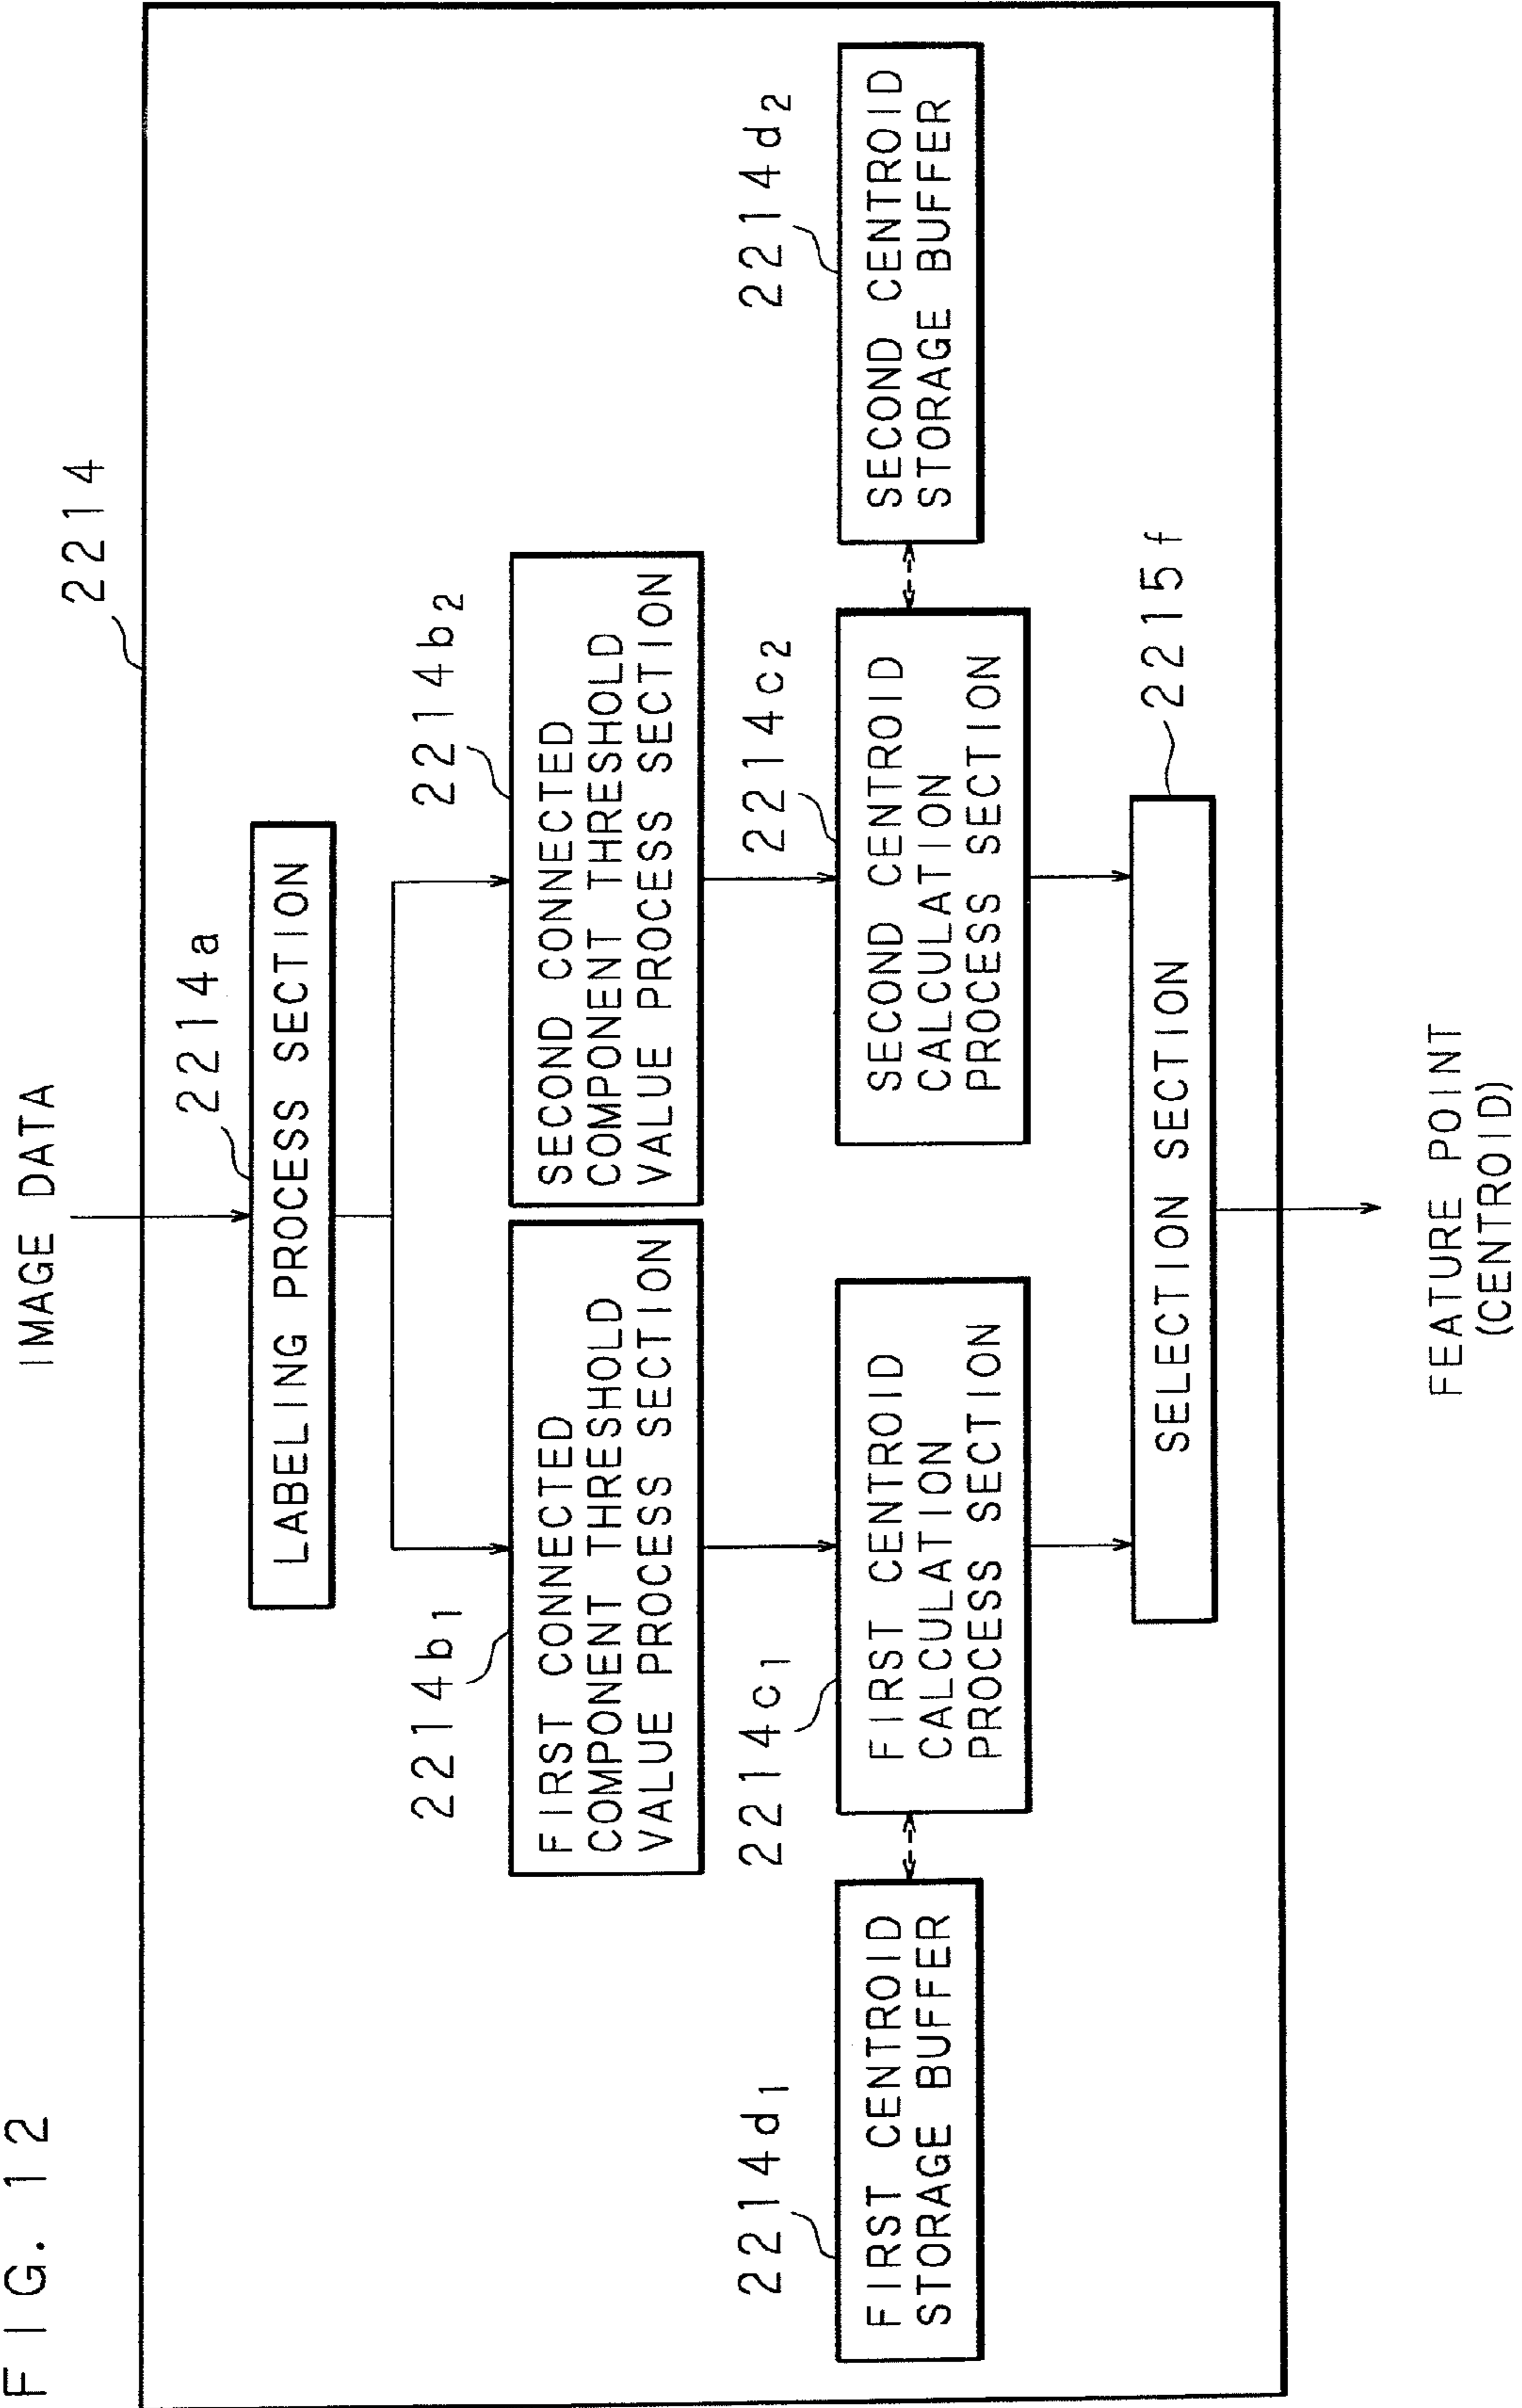 FIG. 12
IMAGE DATA
2214
2214a
LABELING PROCESS SECTION
2214b1
FIRST CONNECTED
COMPONENT THRESHOLD
VALUE PROCESS SECTION
2214b2
SECOND CONNECTED
COMPONENT THRESHOLD
VALUE PROCESS SECTION
2214d1
FIRST CENTROID
STORAGE BUFFER
2214c1
FIRST CENTROID
CALCULATION
PROCESS SECTION
2214c2
SECOND CENTROID
CALCULATION
PROCESS SECTION
2214d2
SECOND CENTROID
STORAGE BUFFER
2215f
SELECTION SECTION
FEATURE POINT
(CENTROID)